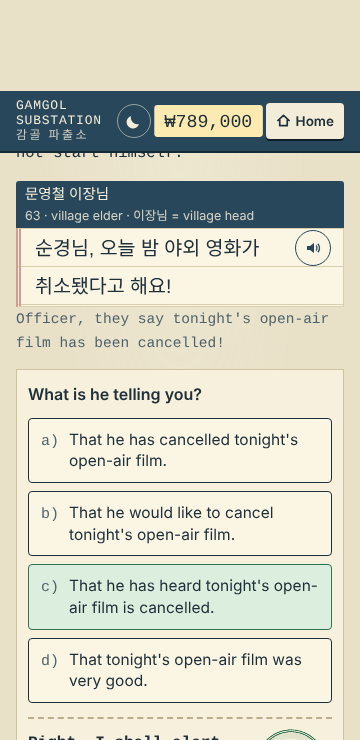 GAMGOL
SUBSTATION
감골 파출소
₩789,000
Home
not start himself.
문영철 이장님
63 · village elder · 이장님 = village head
순경님, 오늘 밤 야외 영화가
취소됐다고 해요!
Officer, they say tonight's open-air
film has been cancelled!
What is he telling you?
a) That he has cancelled tonight's
open-air film.
b) That he would like to cancel
tonight's open-air film.
c) That he has heard tonight's open-
air film is cancelled.
d) That tonight's open-air film was
very good.